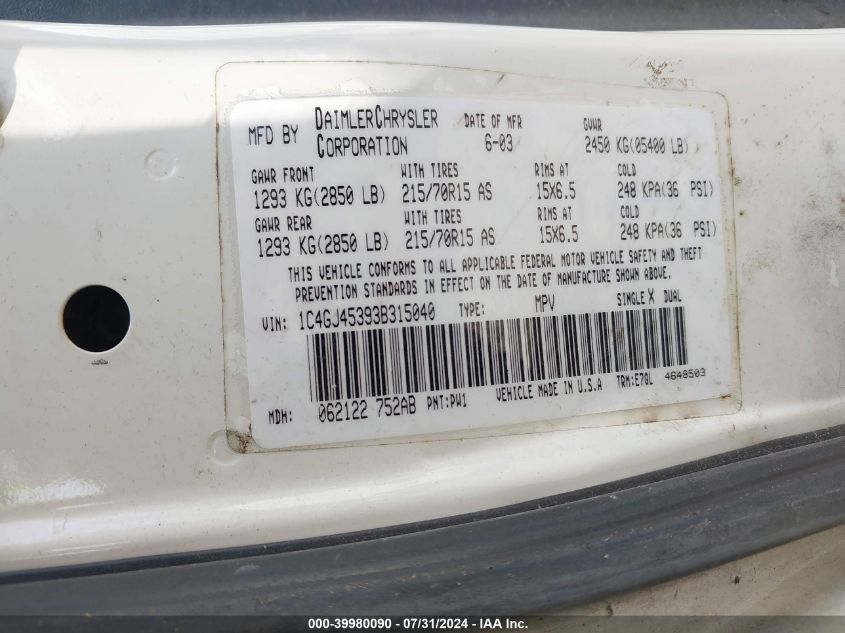 MFD BY DAIMLERCHRYSLER CORPORATION DATE OF MFR 6-03 GVWR 2450 KG(05400 LB)
GAWR FRONT WITH TIRES RIMS AT COLD
1293 KG(2850 LB) 215/70R15 AS 15X6.5 248 KPA(36 PSI)
GAWR REAR WITH TIRES RIMS AT COLD
1293 KG(2850 LB) 215/70R15 AS 15X6.5 248 KPA(36 PSI)
THIS VEHICLE CONFORMS TO ALL APPLICABLE FEDERAL MOTOR VEHICLE SAFETY AND THEFT
PREVENTION STANDARDS IN EFFECT ON THE DATE OF MANUFACTURE SHOWN ABOVE.
VIN: 1C4GJ45393B315040 TYPE: MPV SINGLE X DUAL
MDH: 062122 752AB PNT:PW1 VEHICLE MADE IN U.S.A TRM:E7QL 4648503
000-39980090 - 07/31/2024 - IAA Inc.